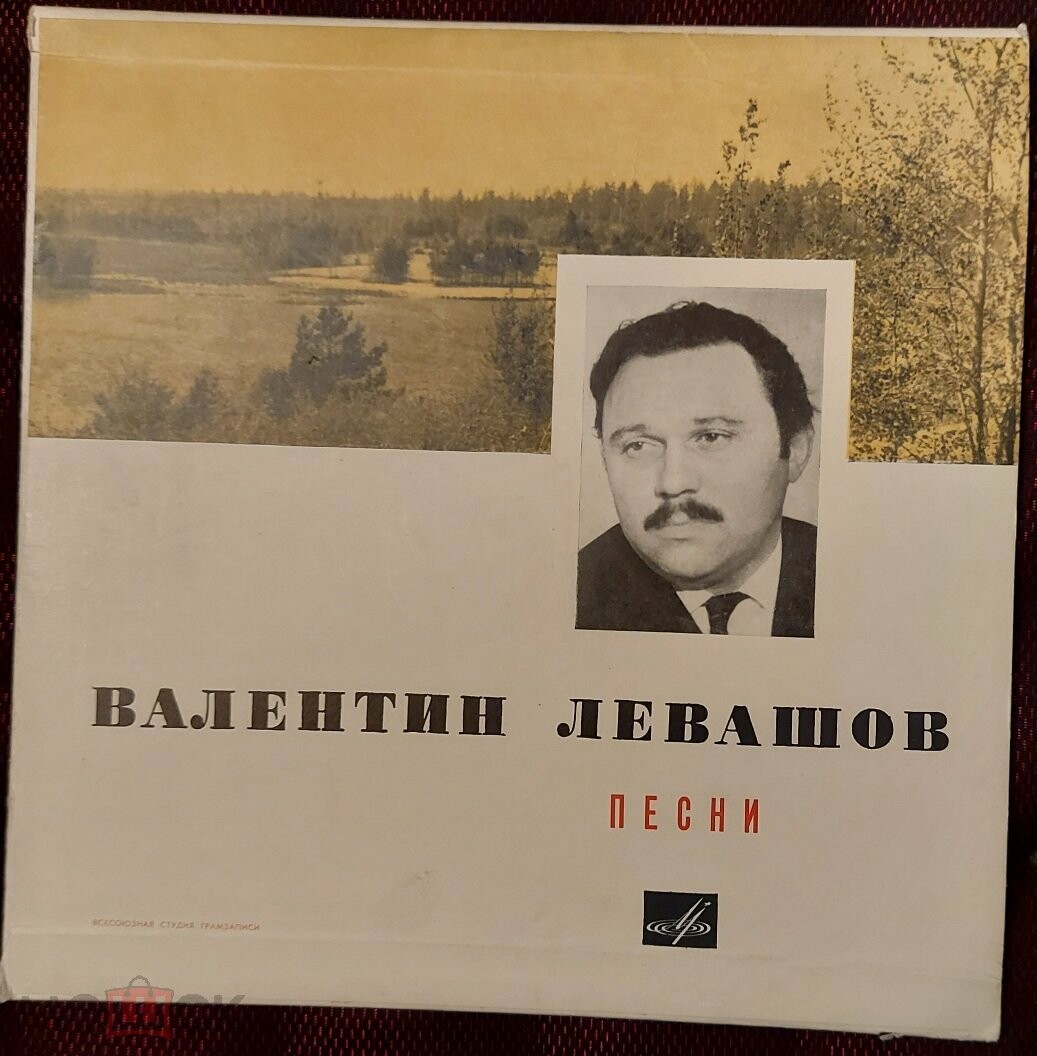 ВАЛЕНТИН ЛЕВАШОВ
ПЕСНИ
ВСЕСОЮЗНАЯ СТУДИЯ ГРАМЗАПИСИ